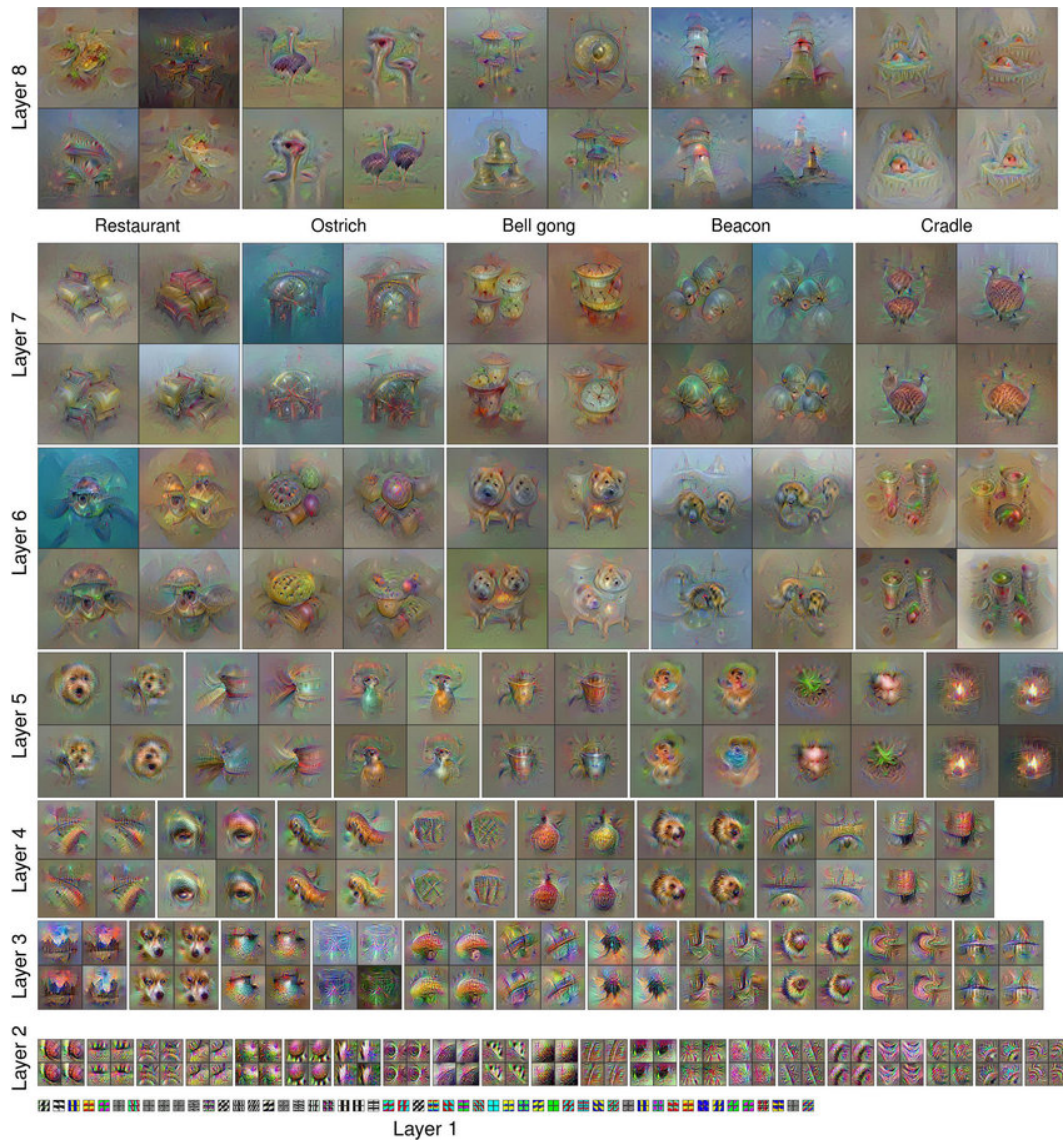 Layer 8
Restaurant Ostrich Bell gong Beacon Cradle
Layer 7
Layer 6
Layer 5
Layer 4
Layer 3
Layer 2
Layer 1